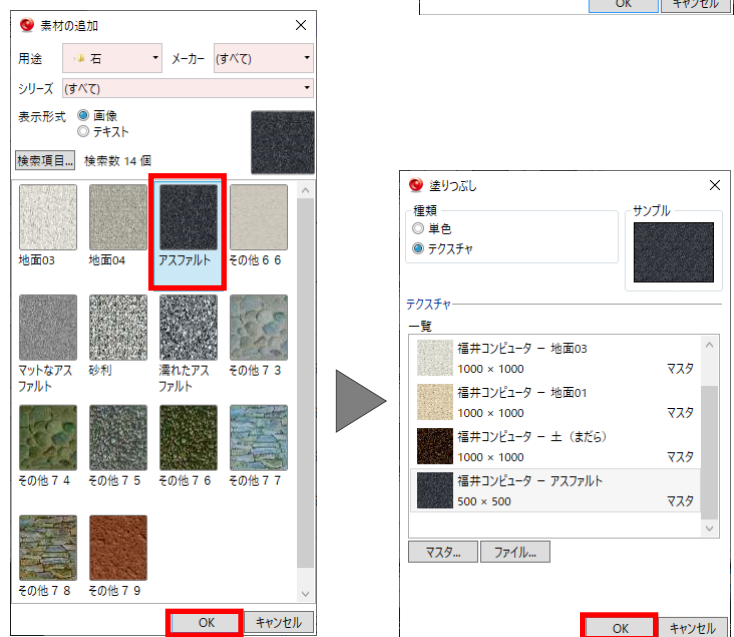 OK キャンセル
素材の追加
用途 石 メーカー (すべて)
シリーズ (すべて)
表示形式 画像
テキスト
検索項目... 検索数 14 個
地面03 地面04 アスファルト その他66
マットなアス 砂利 濡れたアス その他73
ファルト ファルト
その他74 その他75 その他76 その他77
その他78 その他79
OK キャンセル
塗りつぶし
種類 サンプル
単色
テクスチャ
テクスチャ
一覧
福井コンピュータ － 地面03
1000 × 1000 マスタ
福井コンピュータ － 地面01
1000 × 1000 マスタ
福井コンピュータ － 土（まだら）
1000 × 1000 マスタ
福井コンピュータ － アスファルト
500 × 500 マスタ
マスタ... ファイル...
OK キャンセル